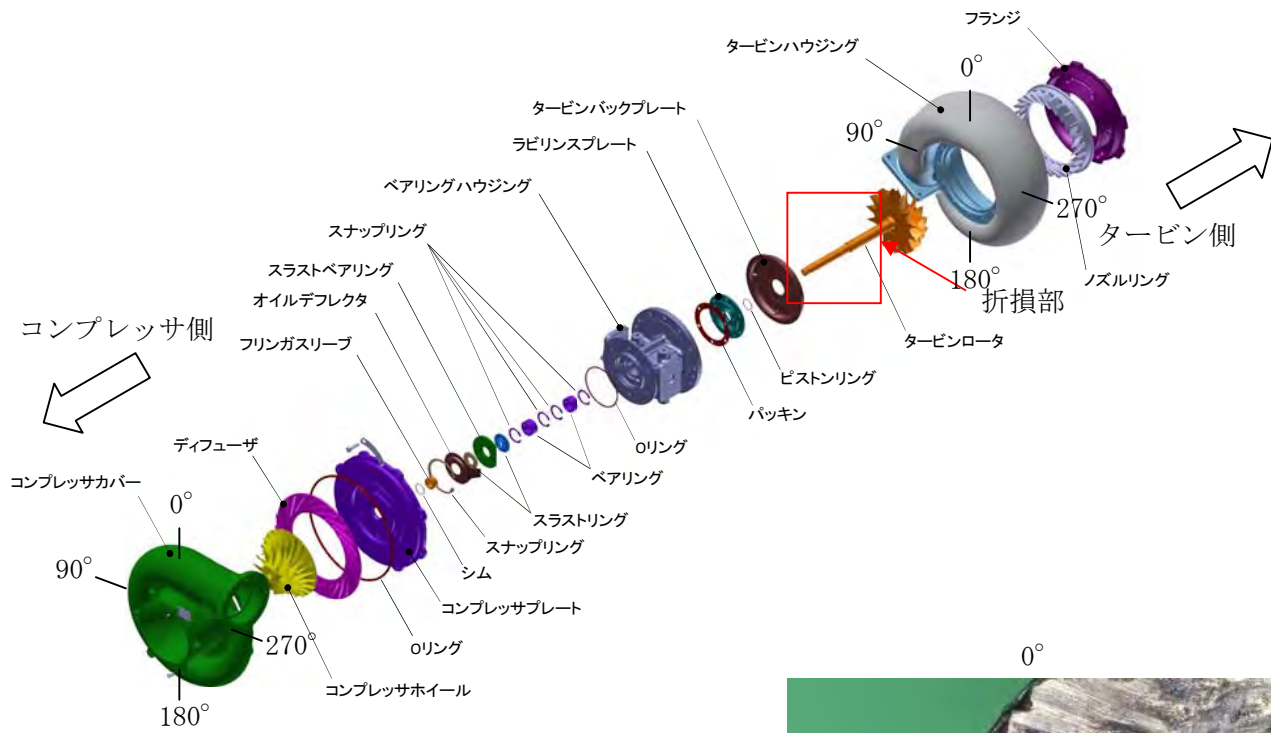 フランジ
タービンハウジング
0°
タービンバックプレート
90°
ラビリンスプレート
ベアリングハウジング
270°
スナップリング
タービン側
スラストベアリング
180°
ノズルリング
オイルデフレクタ
折損部
コンプレッサ側
フリンガスリーブ
タービンロータ
ピストンリング
パッキン
Oリング
ディフューザ
ベアリング
コンプレッサカバー
0°
スラストリング
スナップリング
90°
シム
コンプレッサプレート
270°
Oリング
0°
コンプレッサホイール
180°